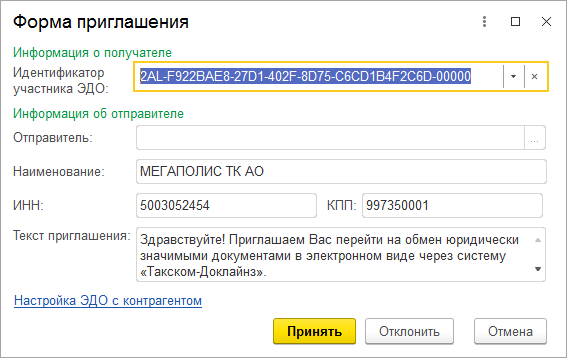 Форма приглашения
Информация о получателе
Идентификатор
участника ЭДО:
2AL-F922BAE8-27D1-402F-8D75-C6CD1B4F2C6D-00000
Информация об отправителе
Отправитель:
...
Наименование: МЕГАПОЛИС ТК АО
ИНН: 5003052454 КПП: 997350001
Текст приглашения: Здравствуйте! Приглашаем Вас перейти на обмен юридически
значимыми документами в электронном виде через систему
«Такском-Доклайнз».
Настройка ЭДО с контрагентом
Принять Отклонить Отмена